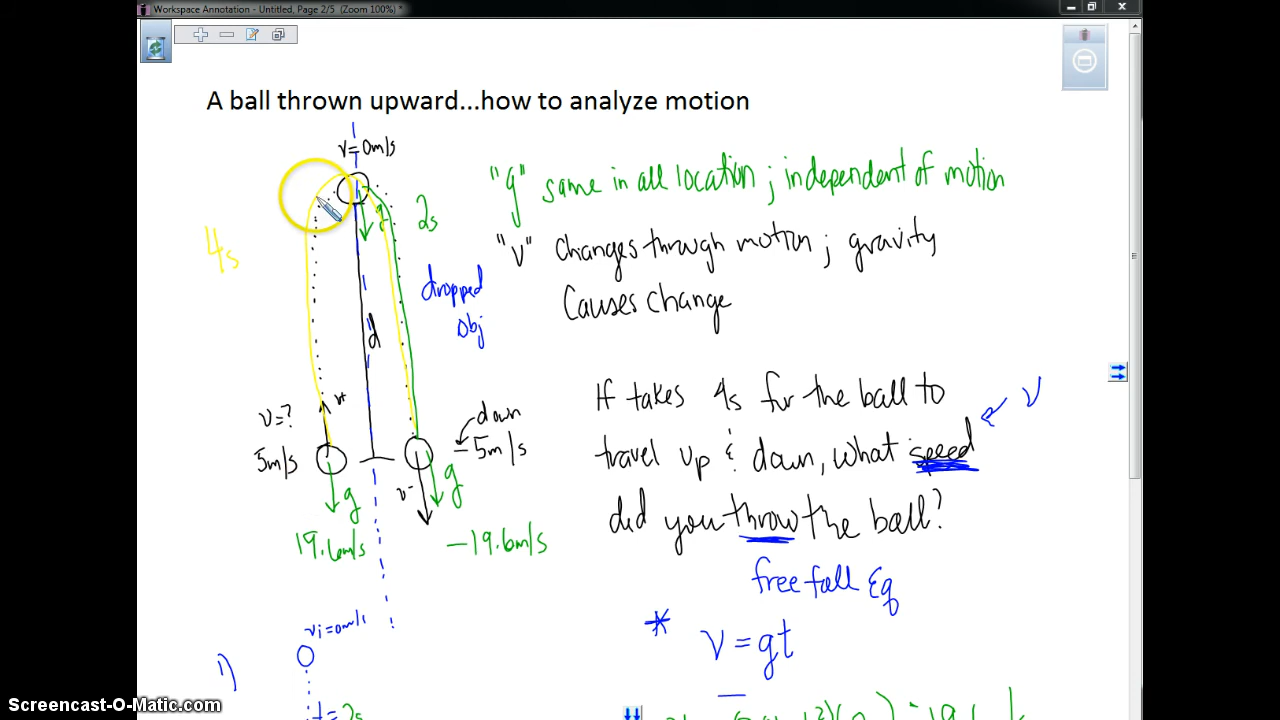 Workspace Annotation - Untitled, Page 2/5 (Zoom 100%) *
A ball thrown upward...how to analyze motion
v=0m/s
"g" same in all location; independent of motion
g
2s
4s
"v" changes through motion; gravity
causes change
dropped
obj
d
If takes 4s for the ball to
v
v=?
v+
down
travel up & down, what speed
5m/s
-5m/s
g
g
v-
did you throw the ball?
19.6m/s
-19.6m/s
free fall Eq
vi=0m/s
* v=gt
1)
t=2s
Screencast-O-Matic.com